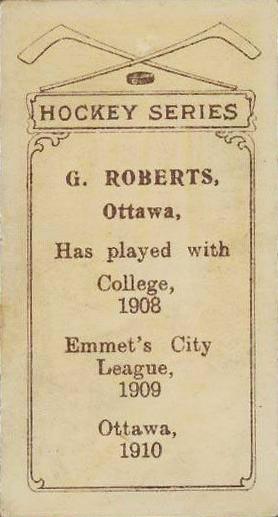 HOCKEY SERIES
G. ROBERTS,
Ottawa,
Has played with
College,
1908
Emmet's City
League,
1909
Ottawa,
1910